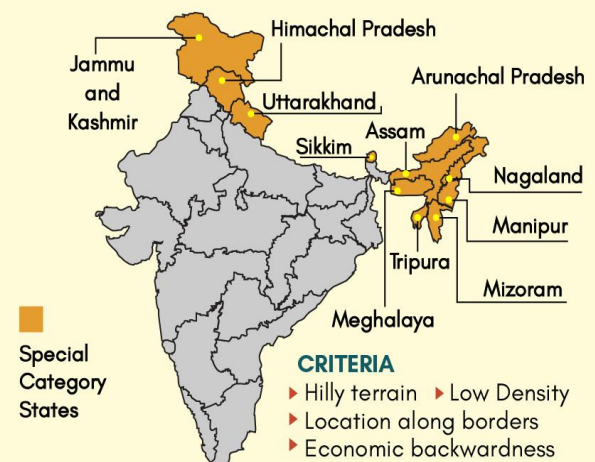 Himachal Pradesh
Jammu
and
Kashmir
Arunachal Pradesh
Uttarakhand
Assam
Sikkim
Nagaland
Manipur
Tripura
Mizoram
Meghalaya
Special
Category
States
CRITERIA
Hilly terrain
Low Density
Location along borders
Economic backwardness